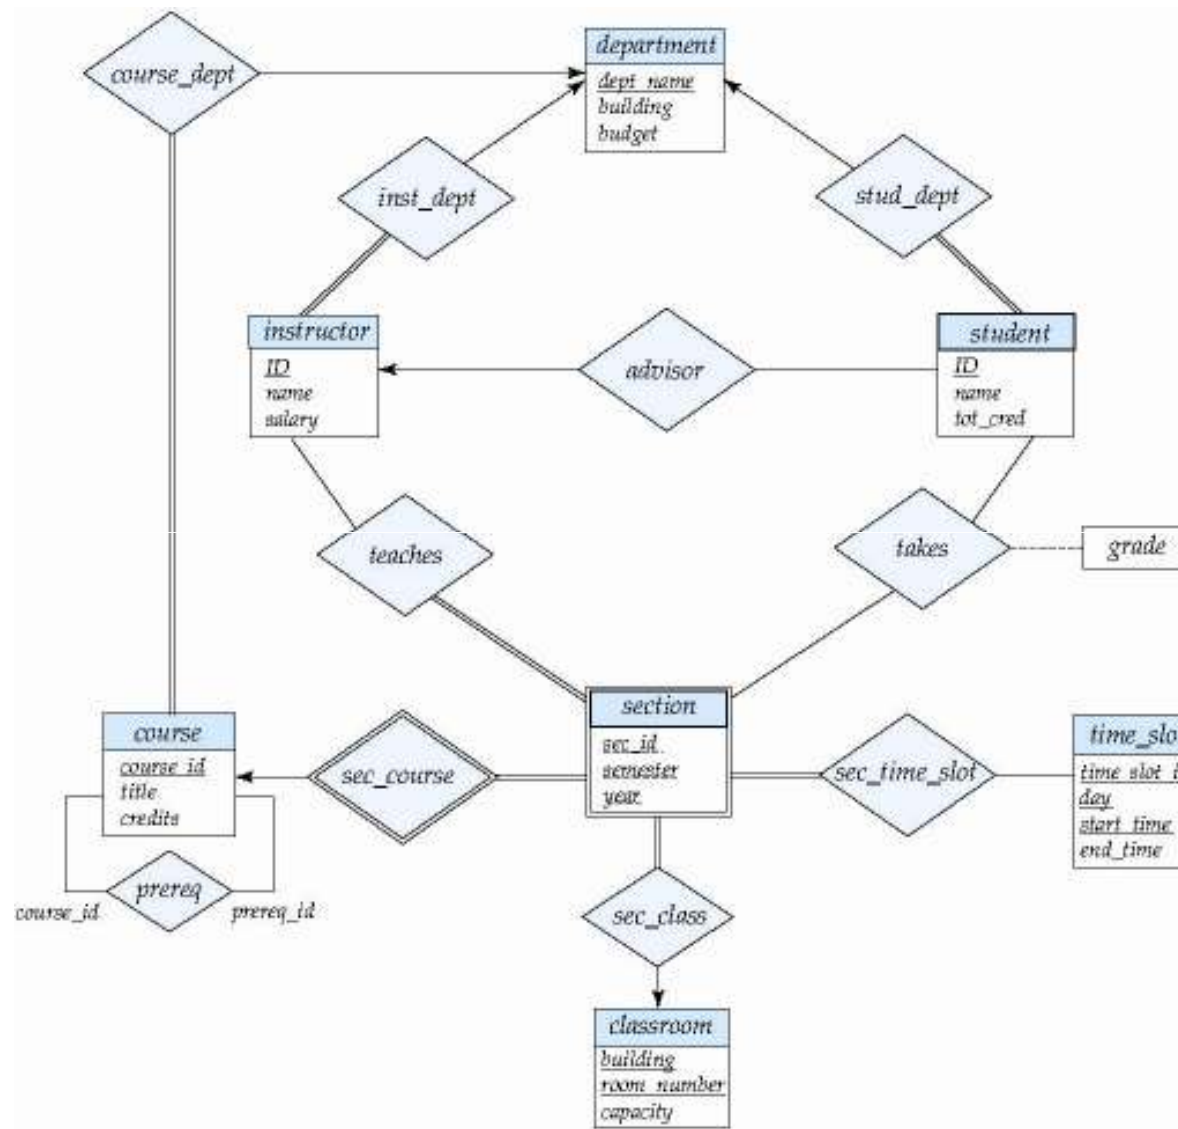 department
course_dept
dept_name
building
budget
inst_dept
stud_dept
instructor
student
ID
name
salary
advisor
ID
name
tot_cred
teaches
takes
grade
section
course
sec_id
semester
year
sec_course
sec_time_slot
course_id
title
credits
time_slo
day
start_time
end_time
prereq
course_id
prereq_id
sec_class
classroom
building
room_number
capacity